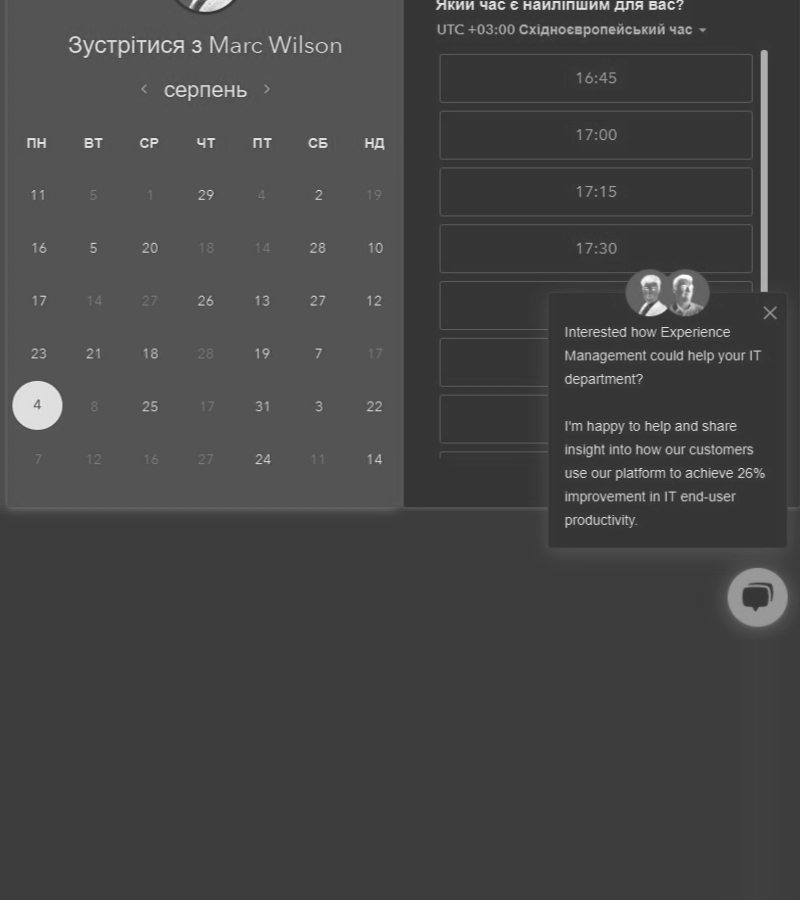 Який час є найліпшим для вас?
UTC +03:00 Східноєвропейський час
Зустрітися з Marc Wilson
серпень
ПН ВТ СР ЧТ ПТ СБ НД
11 5 1 29 4 2 19
16 5 20 18 14 28 10
17 14 27 26 13 27 12
23 21 18 28 19 7 17
4 8 25 17 31 3 22
7 12 16 27 24 11 14
16:45
17:00
17:15
17:30
Interested how Experience
Management could help your IT
department?
I'm happy to help and share
insight into how our customers
use our platform to achieve 26%
improvement in IT end-user
productivity.